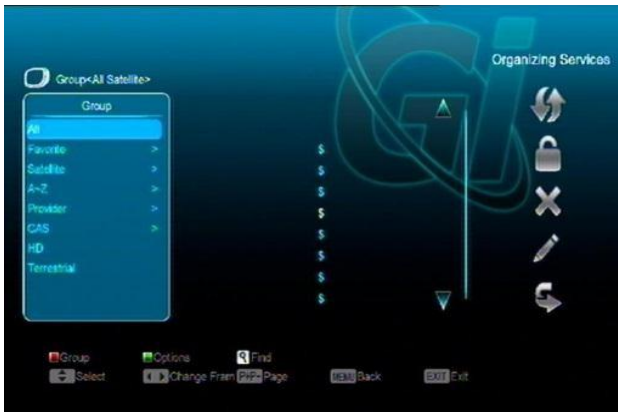 Organizing Services
Group<All Satellite>
Group
All
Favorite >
Satellite >
A~Z >
Provider >
CAS >
HD
Terrestrial
$
$
$
$
$
$
$
$
GI
Group Options Find
Select Change Fram P+P- Page MENU Back EXIT Exit